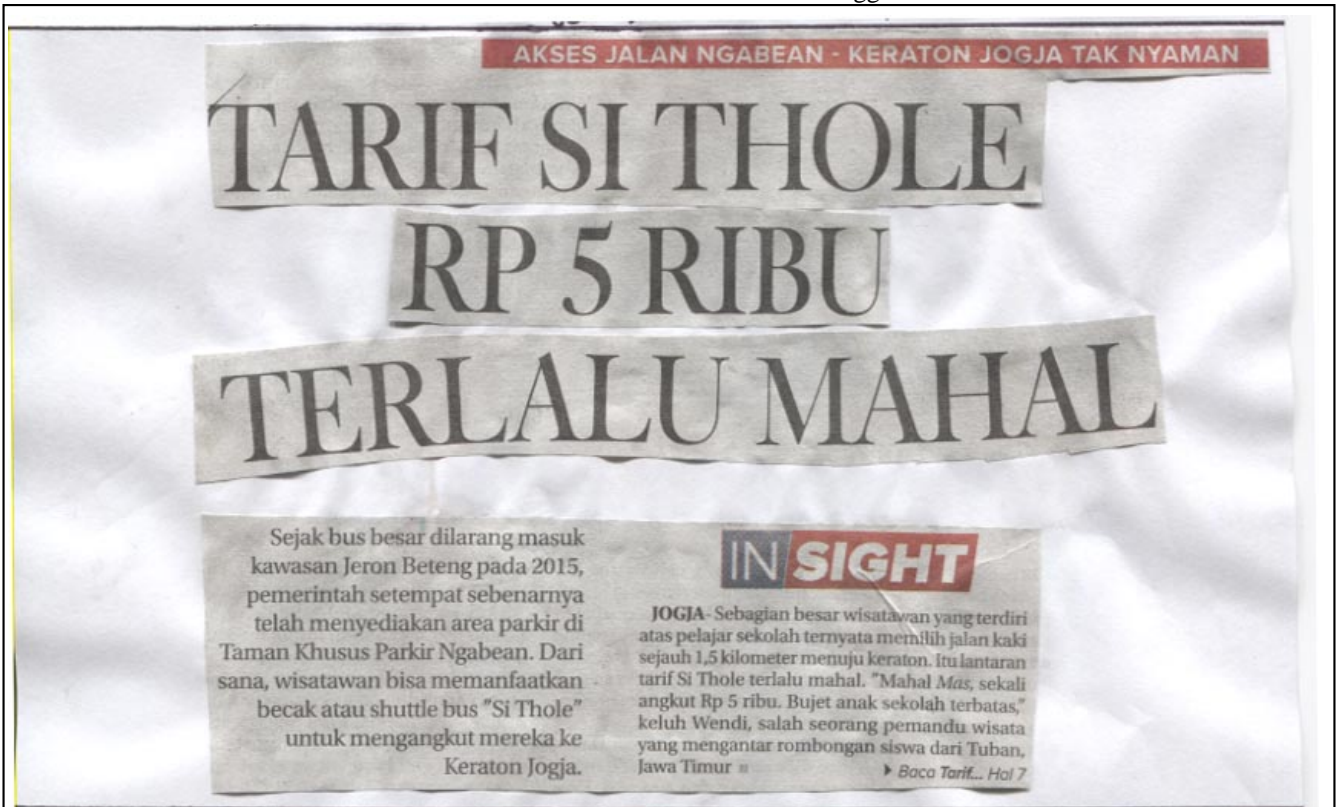 AKSES JALAN NGABEAN - KERATON JOGJA TAK NYAMAN
TARIF SI THOLE
RP 5 RIBU
TERLALU MAHAL
Sejak bus besar dilarang masuk
kawasan Jeron Beteng pada 2015,
pemerintah setempat sebenarnya
telah menyediakan area parkir di
Taman Khusus Parkir Ngabean. Dari
sana, wisatawan bisa memanfaatkan
becak atau shuttle bus "Si Thole"
untuk mengangkut mereka ke
Keraton Jogja.
INSIGHT
JOGJA- Sebagian besar wisatawan yang terdiri
atas pelajar sekolah ternyata memilih jalan kaki
sejauh 1,5 kilometer menuju keraton. Itu lantaran
tarif Si Thole terlalu mahal. "Mahal Mas, sekali
angkut Rp 5 ribu. Bujet anak sekolah terbatas,"
keluh Wendi, salah seorang pemandu wisata
yang mengantar rombongan siswa dari Tuban,
Jawa Timur
Baca Tarif... Hal 7